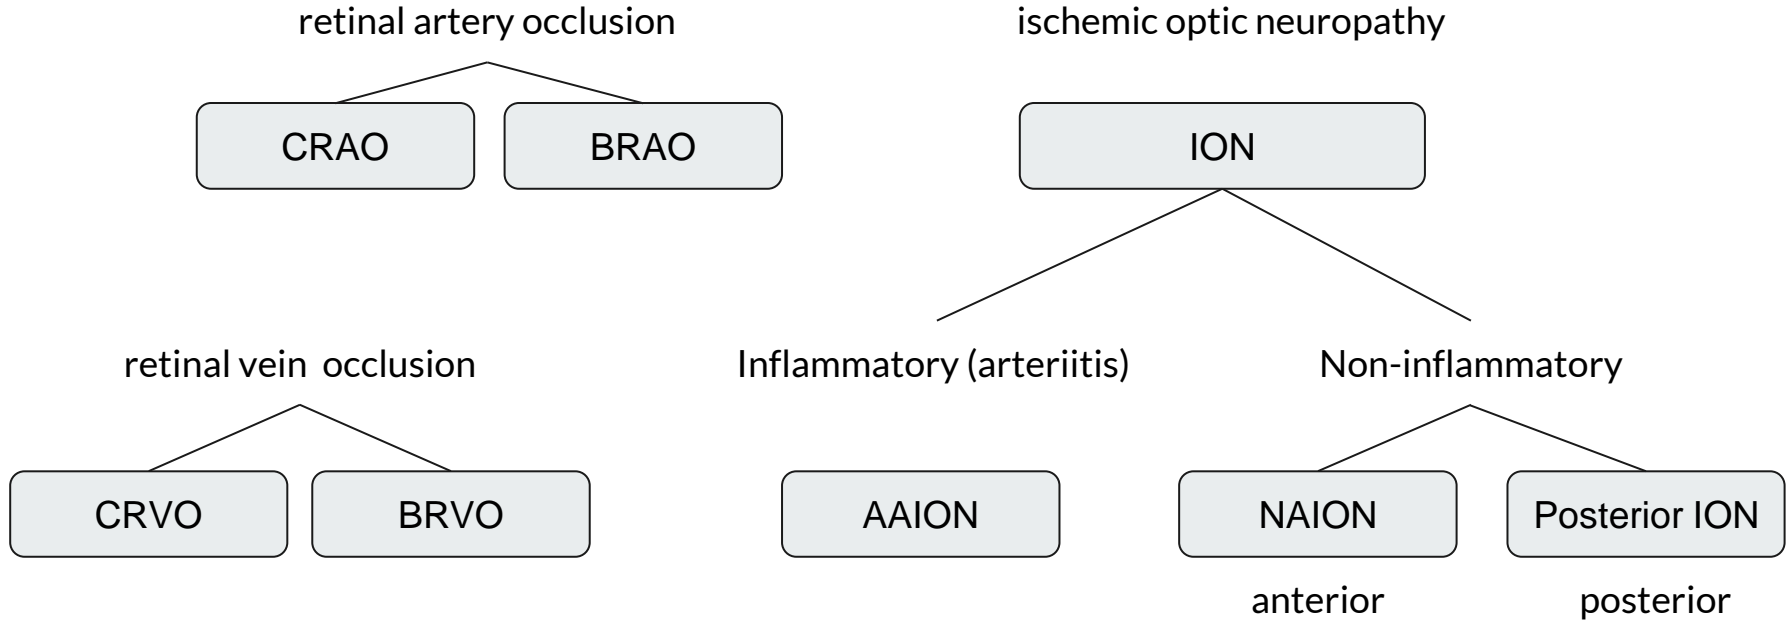 retinal artery occlusion
ischemic optic neuropathy
CRAO
BRAO
ION
retinal vein occlusion
Inflammatory (arteriitis)
Non-inflammatory
CRVO
BRVO
AAION
NAION
Posterior ION
anterior
posterior